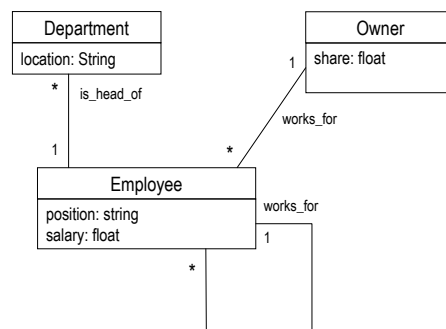 Department
location: String
Owner
share: float
*
is_head_of
1
1
works_for
*
Employee
position: string
salary: float
works_for
1
*